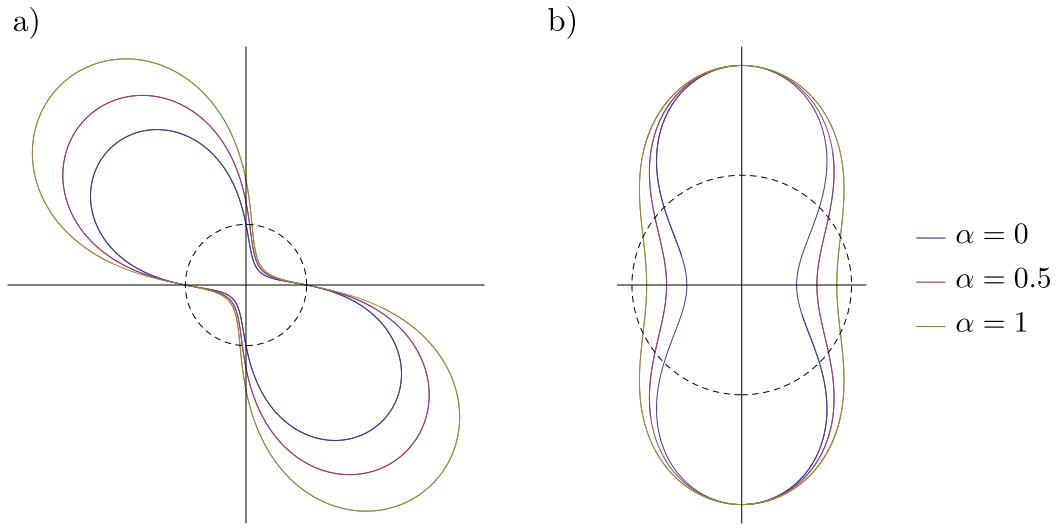 a)
b)
α = 0
α = 0.5
α = 1